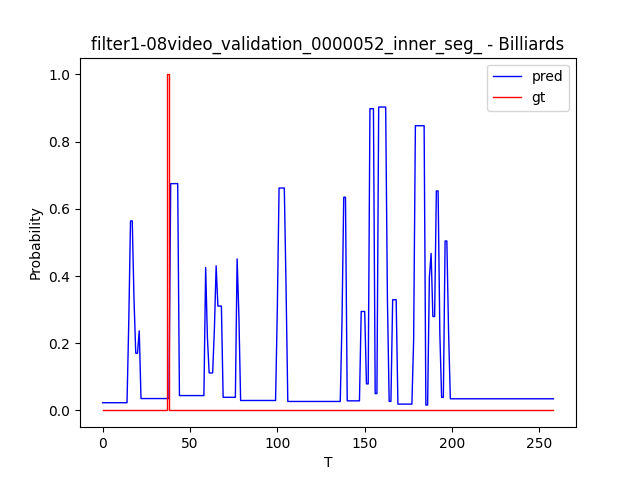 filter1-08video_validation_0000052_inner_seg_ - Billiards
pred
gt
1.0
0.8
0.6
0.4
0.2
0.0
Probability
0 50 100 150 200 250
T